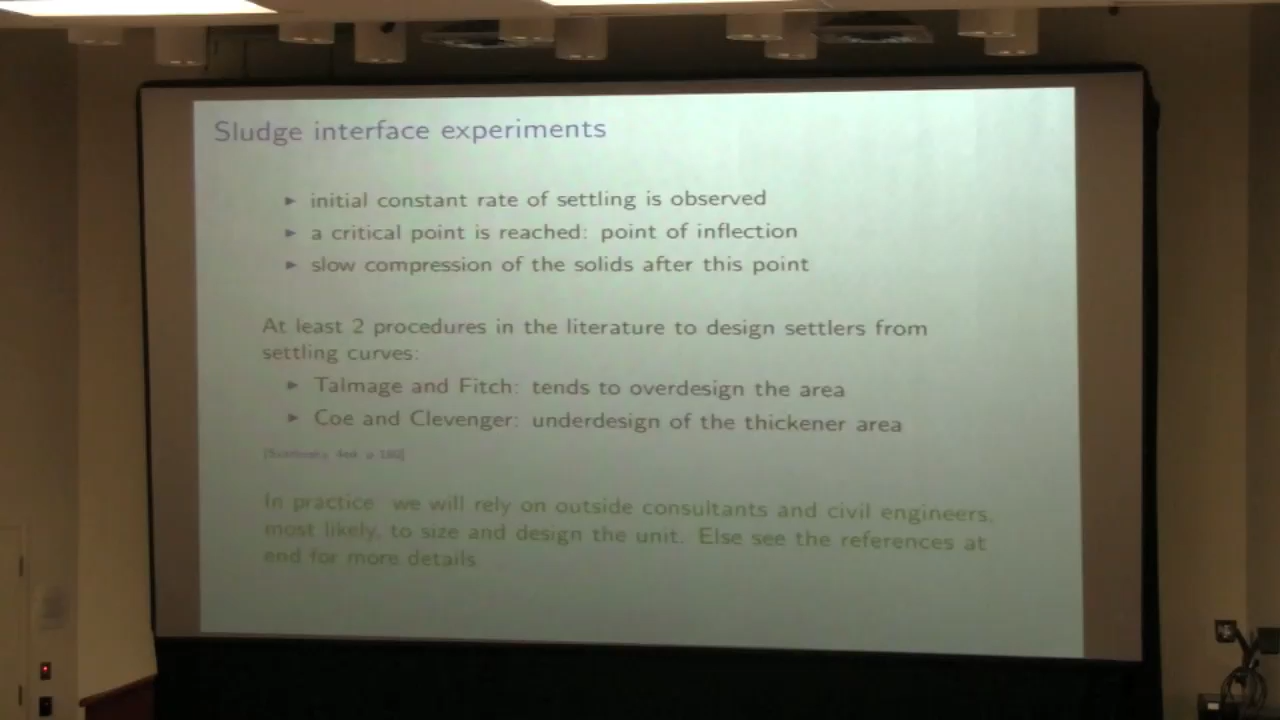 Sludge interface experiments
► initial constant rate of settling is observed
► a critical point is reached: point of inflection
► slow compression of the solids after this point
At least 2 procedures in the literature to design settlers from
settling curves:
► Talmage and Fitch: tends to overdesign the area
► Coe and Clevenger: underdesign of the thickener area
In practice we will rely on outside consultants and civil engineers,
most likely, to size and design the unit. Else see the references at
end for more details